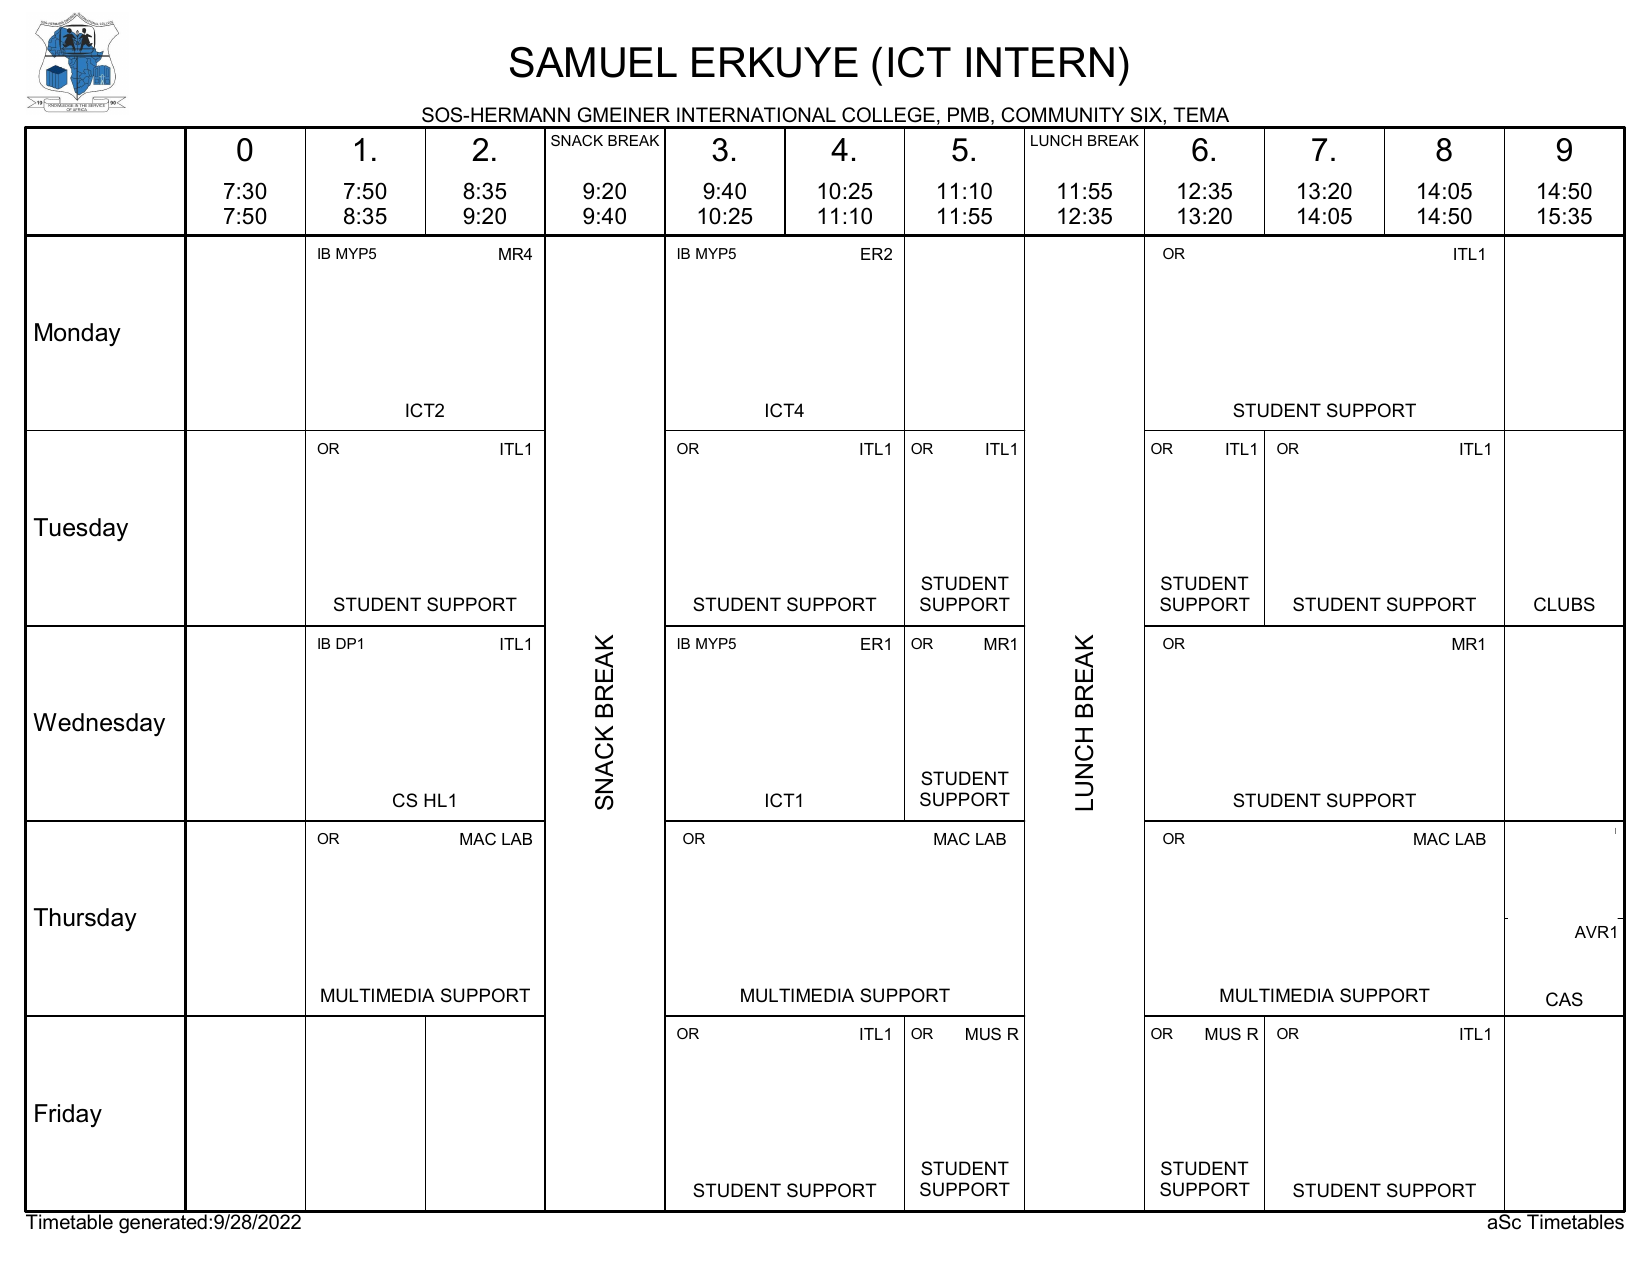 SAMUEL ERKUYE (ICT INTERN)
SOS-HERMANN GMEINER INTERNATIONAL COLLEGE, PMB, COMMUNITY SIX, TEMA
KNOWLEDGE IN THE SERVICE
OF AFRICA
19 90
0 1. 2. SNACK BREAK 3. 4. 5. LUNCH BREAK 6. 7. 8 9
7:30 7:50 8:35 9:20 9:40 10:25 11:10 11:55 12:35 13:20 14:05 14:50
7:50 8:35 9:20 9:40 10:25 11:10 11:55 12:35 13:20 14:05 14:50 15:35
IB MYP5 MR4 IB MYP5 ER2 OR ITL1
Monday
ICT2 ICT4 STUDENT SUPPORT
OR ITL1 OR ITL1 OR ITL1 OR ITL1 OR ITL1
Tuesday
STUDENT STUDENT
STUDENT SUPPORT STUDENT SUPPORT SUPPORT SUPPORT STUDENT SUPPORT CLUBS
IB DP1 ITL1 IB MYP5 ER1 OR MR1 OR MR1
Wednesday
SNACK BREAK
LUNCH BREAK
STUDENT
CS HL1 ICT1 SUPPORT STUDENT SUPPORT
OR MAC LAB OR MAC LAB OR MAC LAB
Thursday
AVR1
MULTIMEDIA SUPPORT MULTIMEDIA SUPPORT MULTIMEDIA SUPPORT CAS
OR ITL1 OR MUS R OR MUS R OR ITL1
Friday
STUDENT STUDENT
STUDENT SUPPORT SUPPORT SUPPORT STUDENT SUPPORT
Timetable generated:9/28/2022 aSc Timetables